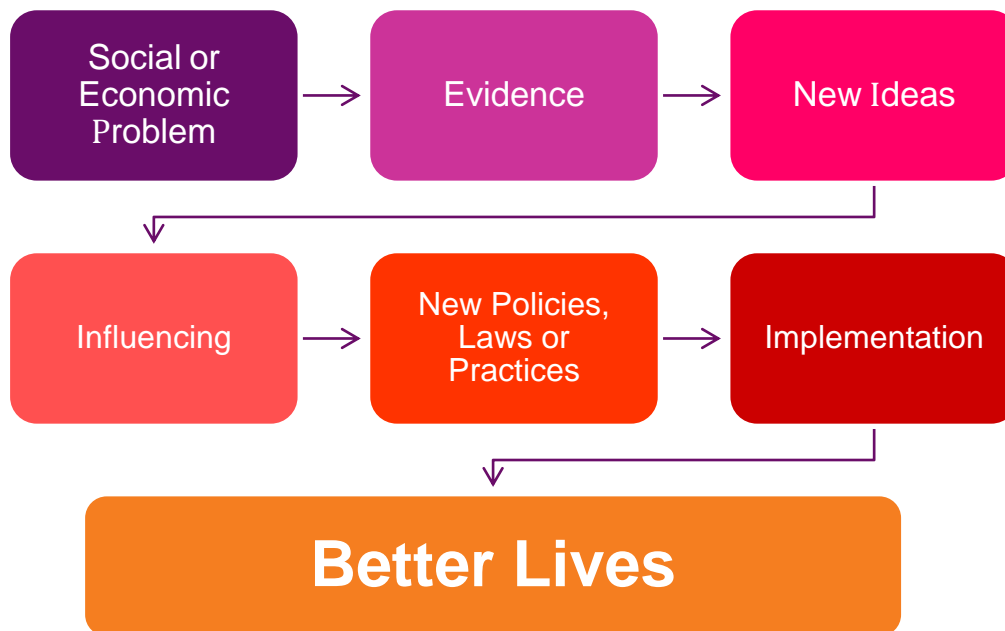 Social or
Economic
Problem
Evidence
New Ideas
Influencing
New Policies,
Laws or
Practices
Implementation
Better Lives